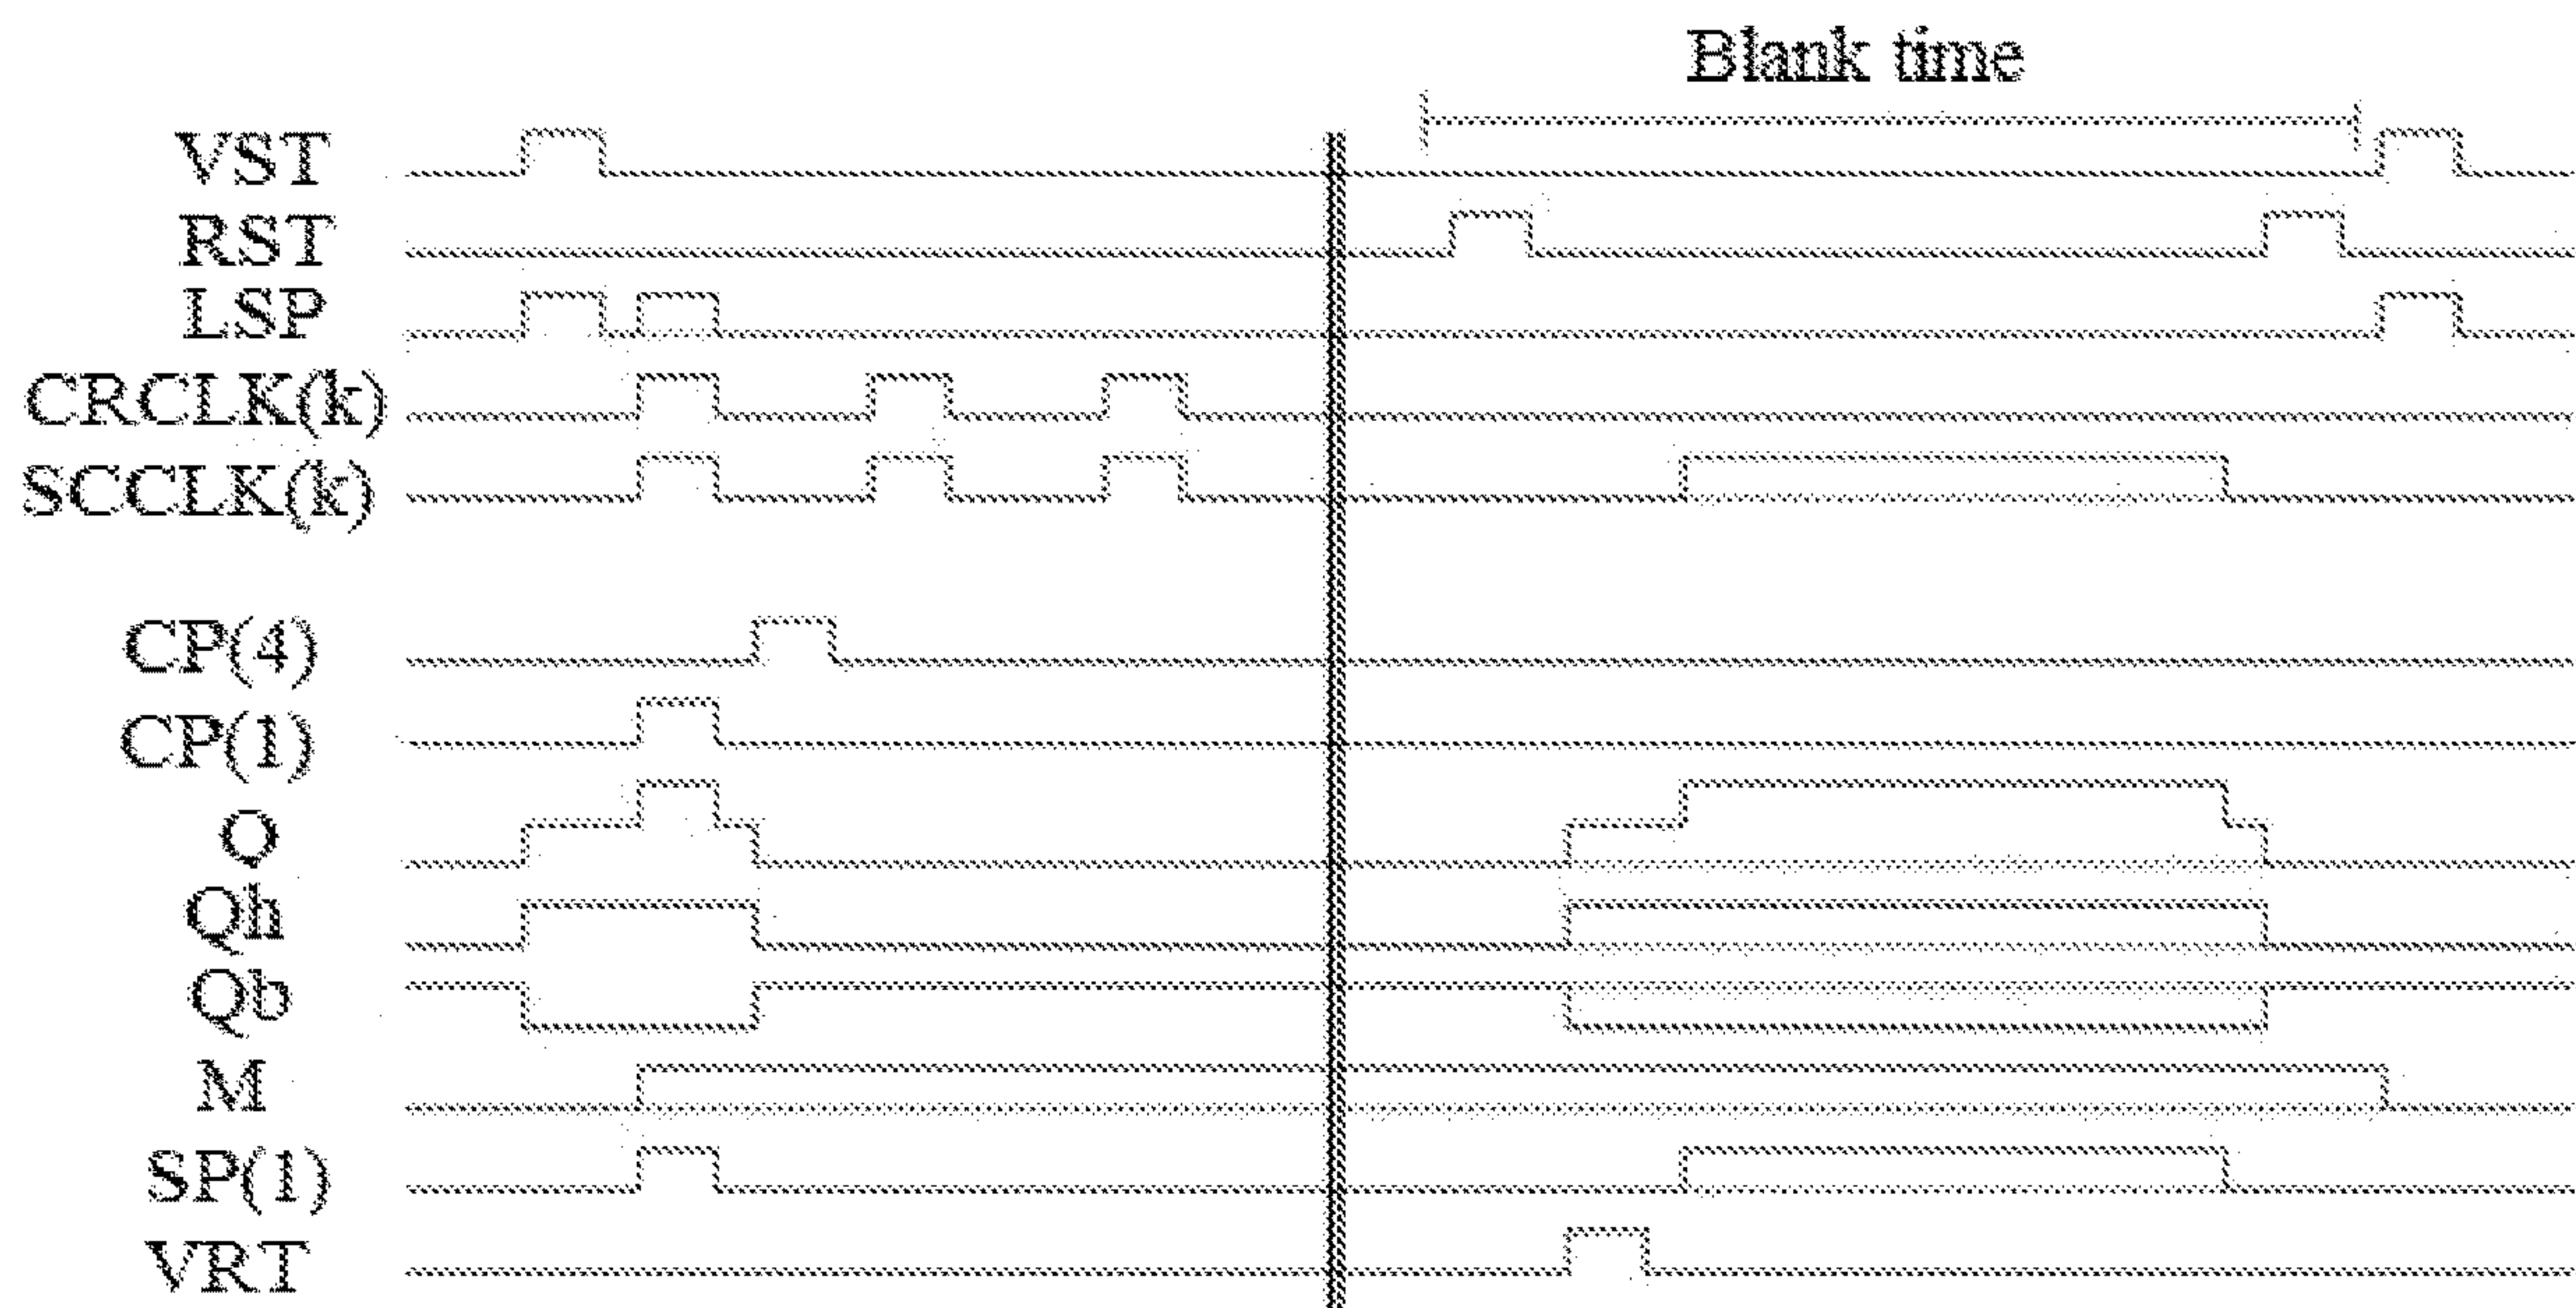 Blank time
VST
RST
LSP
CRCLK(k)
SCCLK(k)
CP(4)
CP(1)
Q
Qh
Qb
M
SP(1)
VRT